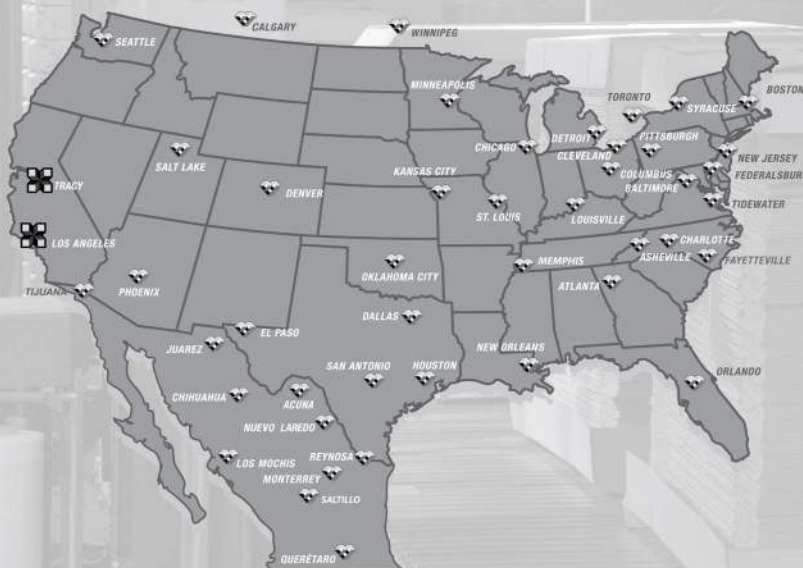 CALGARY
WINNIPEG
SEATTLE
MINNEAPOLIS
TORONTO
BOSTON
SYRACUSE
DETROIT
PITTSBURGH
CHICAGO
CLEVELAND
NEW JERSEY
SALT LAKE
KANSAS CITY
COLUMBUS
FEDERALSBURG
TRACY
DENVER
BALTIMORE
ST. LOUIS
LOUISVILLE
TIDEWATER
LOS ANGELES
CHARLOTTE
OKLAHOMA CITY
MEMPHIS
ASHEVILLE
FAYETTEVILLE
TIJUANA
PHOENIX
ATLANTA
DALLAS
EL PASO
JUAREZ
NEW ORLEANS
SAN ANTONIO
HOUSTON
ORLANDO
CHIHUAHUA
ACUNA
NUEVO LAREDO
LOS MOCHIS
REYNOSA
MONTERREY
SALTILLO
QUERÉTARO